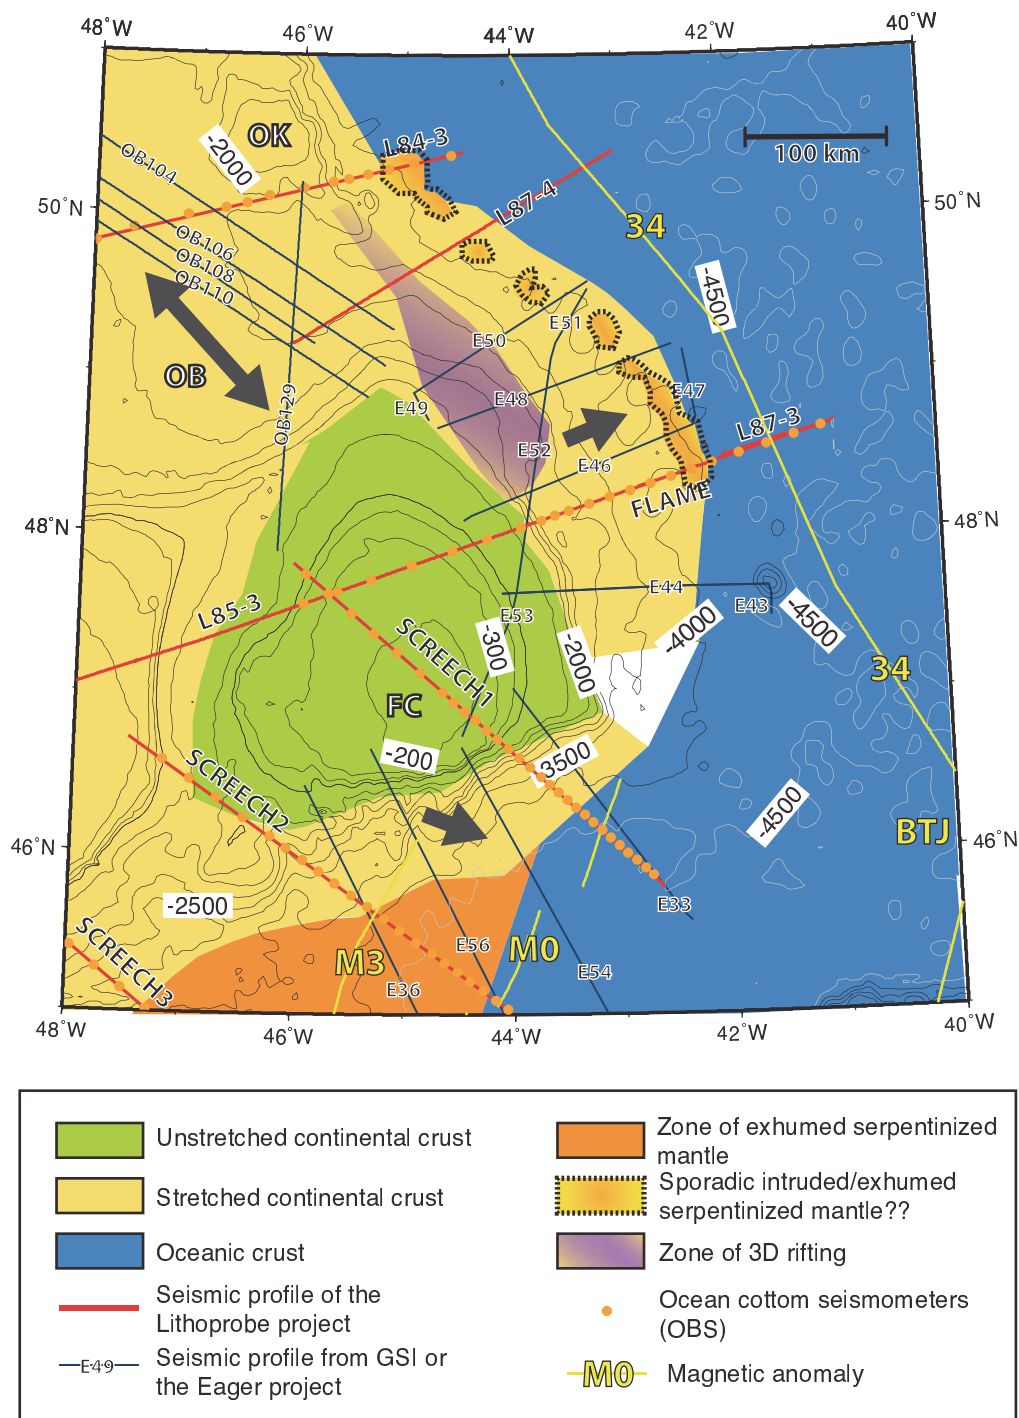 48˚W
46˚W
44˚W
42˚W
40˚W
OK
L84-3
-2000
100 km
OB104
L87-4
50˚N
50˚N
34
OB106
OB108
OB110
-4500
E51
E50
OB
E47
E48
E49
OB129
L87-3
E52
E46
FLAME
48˚N
48˚N
E44
L85-3
E43
E53
-4500
-4000
SCREECH1
-300
-2000
34
FC
-200
3500
SCREECH2
-4500
BTJ
46˚N
46˚N
-2500
E33
SCREECH3
E56
M0
M3
E54
E36
48˚W
46˚W
44˚W
42˚W
40˚W
Unstretched continental crust
Stretched continental crust
Oceanic crust
Seismic profile of the
Lithoprobe project
E49
Seismic profile from GSI or
the Eager project
Zone of exhumed serpentinized
mantle
Sporadic intruded/exhumed
serpentinized mantle??
Zone of 3D rifting
Ocean cottom seismometers
(OBS)
M0
Magnetic anomaly